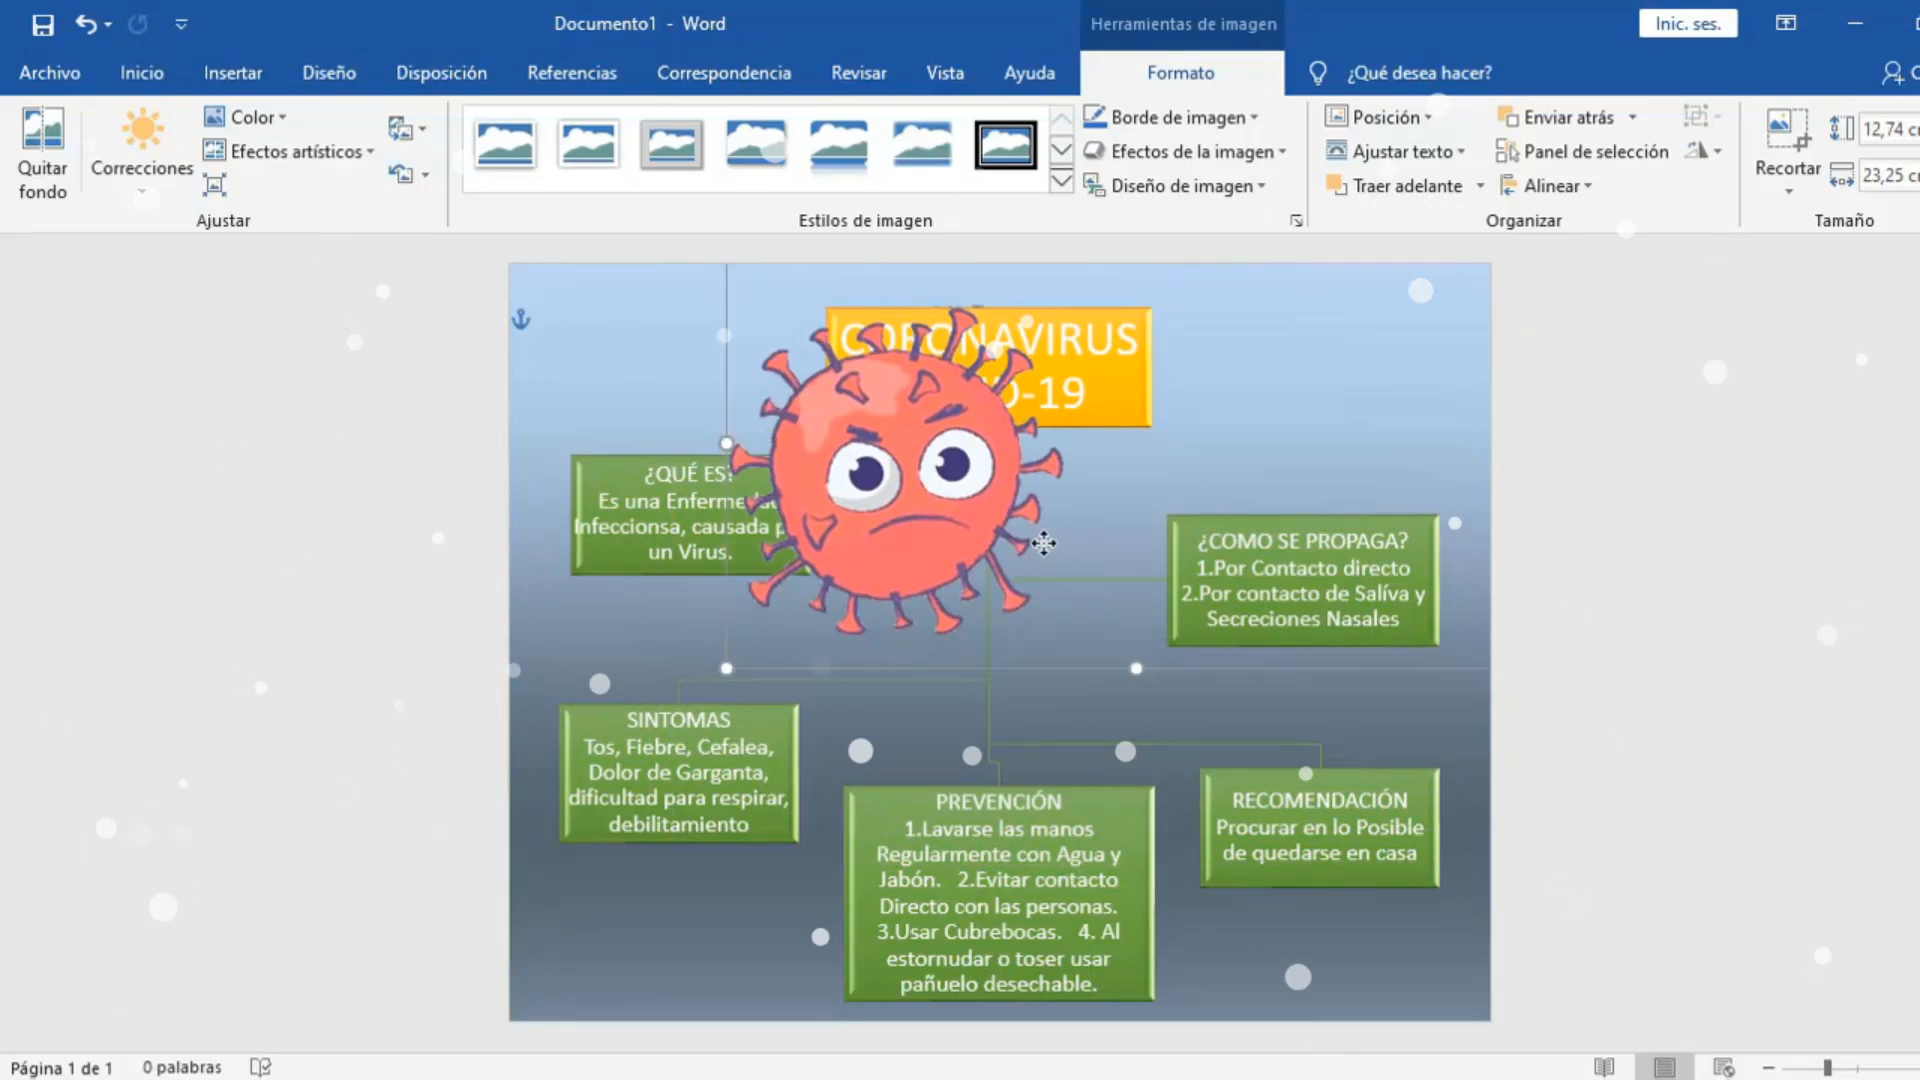 Documento1 - Word
Herramientas de imagen
Inic. ses.
Archivo
Inicio
Insertar
Diseño
Disposición
Referencias
Correspondencia
Revisar
Vista
Ayuda
Formato
¿Qué desea hacer?
Quitar
fondo
Correcciones
Color
Efectos artísticos
Ajustar
Estilos de imagen
Borde de imagen
Efectos de la imagen
Diseño de imagen
Posición
Ajustar texto
Traer adelante
Enviar atrás
Panel de selección
Alinear
Organizar
Recortar
12,74
23,25
Tamaño
CORONAVIRUS
-19
¿QUÉ ES?
Es una
Infeccionsa, causada
un Virus.
¿COMO SE PROPAGA?
1.Por Contacto directo
2.Por contacto de Salíva y
Secreciones Nasales
SINTOMAS
Tos, Fiebre, Cefalea,
Dolor de Garganta,
dificultad para respirar,
debilitamiento
PREVENCIÓN
1.Lavarse las manos
Regularmente con Agua y
Jabón. 2.Evitar contacto
Directo con las personas.
3.Usar Cubrebocas. 4. Al
estornudar o toser usar
pañuelo desechable.
RECOMENDACIÓN
Procurar en lo Posible
de quedarse en casa
Página 1 de 1
0 palabras